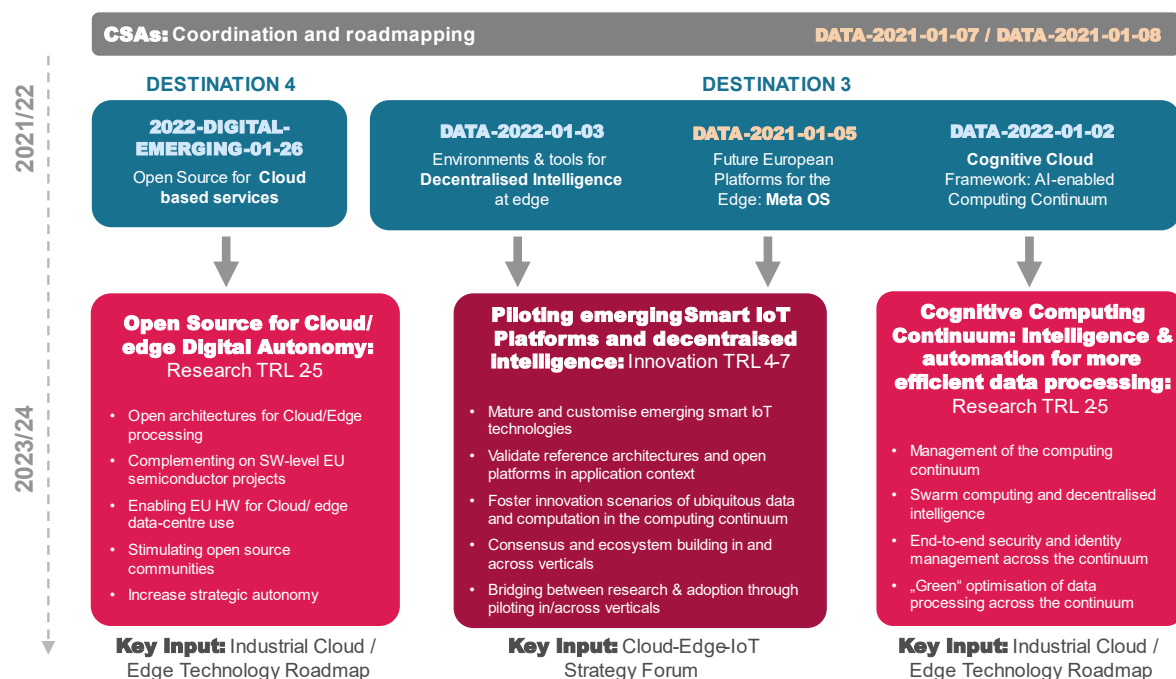 CSAs: Coordination and roadmapping
DATA-2021-01-07 / DATA-2021-01-08
2021/22
DESTINATION 4
DESTINATION 3
2022-DIGITAL-
EMERGING-01-26
Open Source for Cloud
based services
DATA-2022-01-03
Environments & tools for
Decentralised Intelligence
at edge
DATA-2021-01-05
Future European
Platforms for the
Edge: Meta OS
DATA-2022-01-02
Cognitive Cloud
Framework: AI-enabled
Computing Continuum
2023/24
Open Source for Cloud/
edge Digital Autonomy:
Research TRL 2-5
• Open architectures for Cloud/Edge
processing
• Complementing on SW-level EU
semiconductor projects
• Enabling EU HW for Cloud/ edge
data-centre use
• Stimulating open source
communities
• Increase strategic autonomy
Key Input: Industrial Cloud /
Edge Technology Roadmap
Piloting emerging Smart IoT
Platforms and decentralised
intelligence: Innovation TRL 4-7
• Mature and customise emerging smart IoT
technologies
• Validate reference architectures and open
platforms in application context
• Foster innovation scenarios of ubiquitous data
and computation in the computing continuum
• Consensus and ecosystem building in and
across verticals
• Bridging between research & adoption through
piloting in/across verticals
Key Input: Cloud-Edge-IoT
Strategy Forum
Cognitive Computing
Continuum: Intelligence &
automation for more
efficient data processing:
Research TRL 2-5
• Management of the computing
continuum
• Swarm computing and decentralised
intelligence
• End-to-end security and identity
management across the continuum
• „Green“ optimisation of data
processing across the continuum
Key Input: Industrial Cloud /
Edge Technology Roadmap